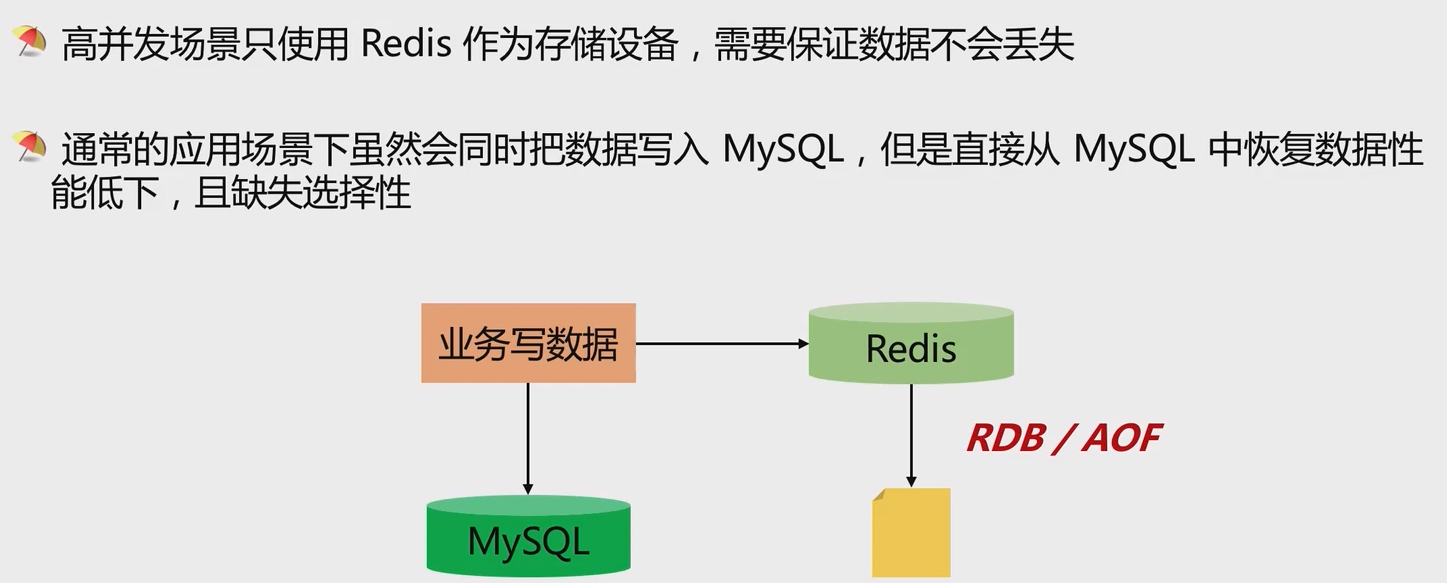 高并发场景只使用 Redis 作为存储设备，需要保证数据不会丢失
通常的应用场景下虽然会同时把数据写入 MySQL，但是直接从 MySQL 中恢复数据性
能低下，且缺失选择性
业务写数据
Redis
RDB / AOF
MySQL